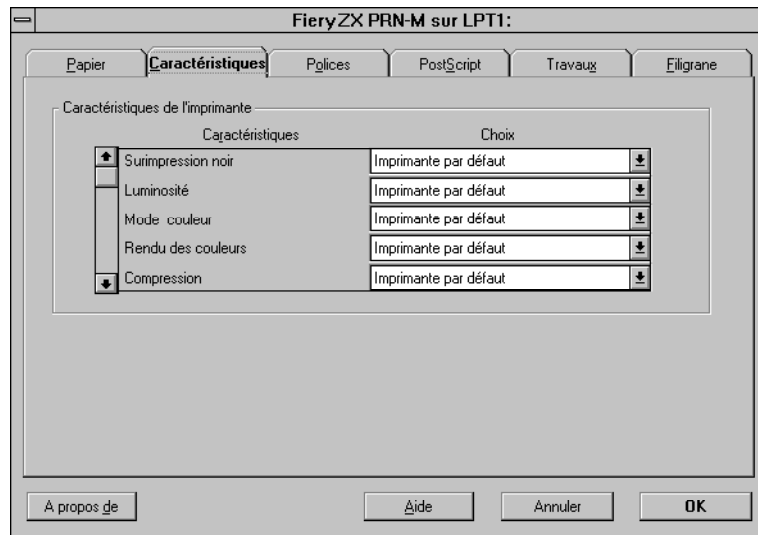 FieryZX PRN-M sur LPT1:
Papier Caractéristiques Polices PostScript Travaux Filigrane
Caractéristiques de l'imprimante
Caractéristiques Choix
Surimpression noir Imprimante par défaut
Luminosité Imprimante par défaut
Mode couleur Imprimante par défaut
Rendu des couleurs Imprimante par défaut
Compression Imprimante par défaut
A propos de Aide Annuler OK